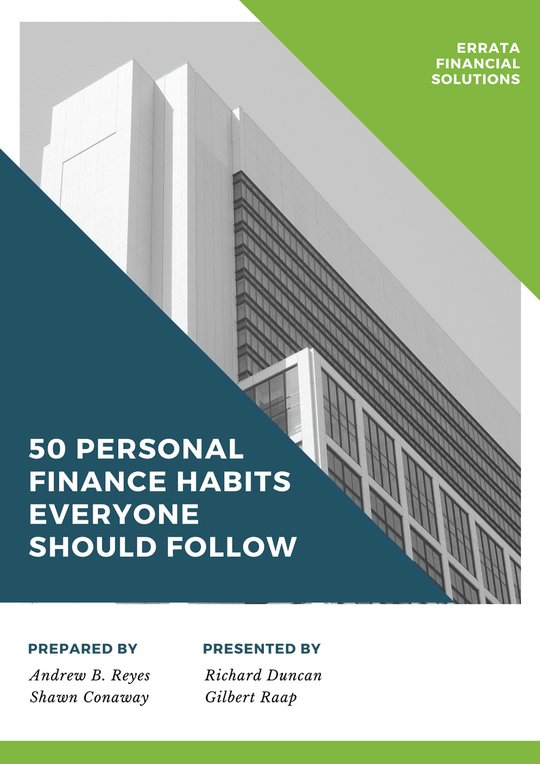 ERRATA
FINANCIAL
SOLUTIONS
50 PERSONAL
FINANCE HABITS
EVERYONE
SHOULD FOLLOW
PREPARED BY
Andrew B. Reyes
Shawn Conaway
PRESENTED BY
Richard Duncan
Gilbert Raap